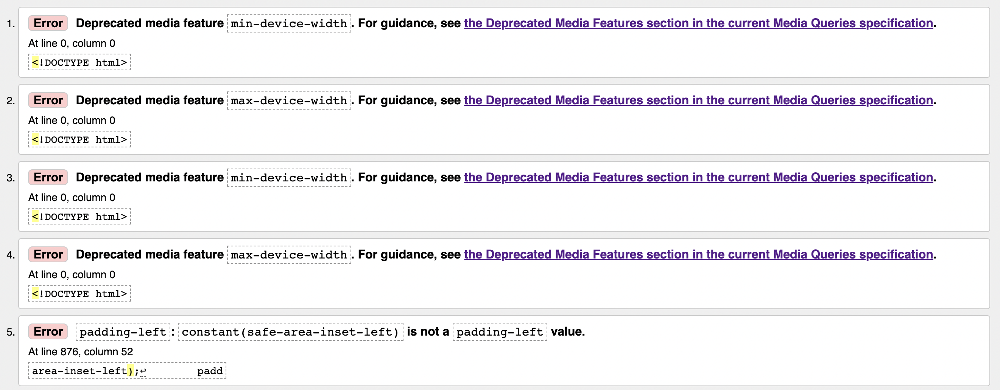 1. Error Deprecated media feature min-device-width. For guidance, see the Deprecated Media Features section in the current Media Queries specification.
At line 0, column 0
<!DOCTYPE html>
2. Error Deprecated media feature max-device-width. For guidance, see the Deprecated Media Features section in the current Media Queries specification.
At line 0, column 0
<!DOCTYPE html>
3. Error Deprecated media feature min-device-width. For guidance, see the Deprecated Media Features section in the current Media Queries specification.
At line 0, column 0
<!DOCTYPE html>
4. Error Deprecated media feature max-device-width. For guidance, see the Deprecated Media Features section in the current Media Queries specification.
At line 0, column 0
<!DOCTYPE html>
5. Error padding-left: constant(safe-area-inset-left) is not a padding-left value.
At line 876, column 52
area-inset-left);↩ padd